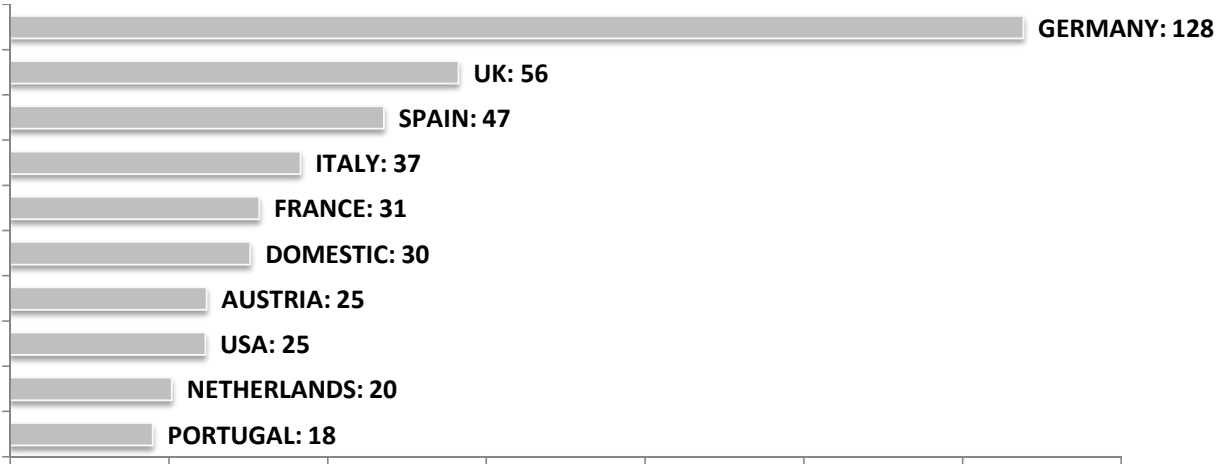 GERMANY: 128
UK: 56
SPAIN: 47
ITALY: 37
FRANCE: 31
DOMESTIC: 30
AUSTRIA: 25
USA: 25
NETHERLANDS: 20
PORTUGAL: 18